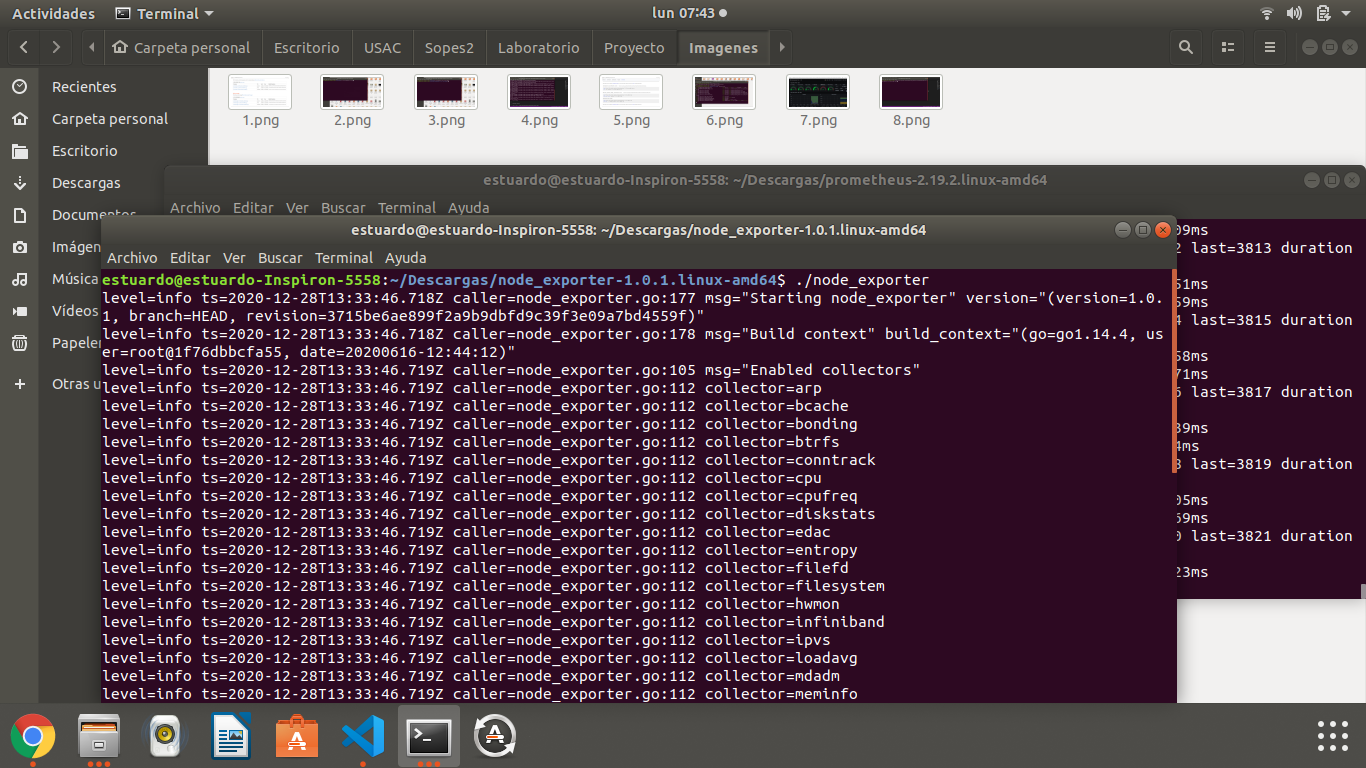 Actividades
Terminal
lun 07:43
Carpeta personal
Escritorio
USAC
Sopes2
Laboratorio
Proyecto
Imagenes
Recientes
Carpeta personal
Escritorio
Descargas
Documentos
Imágen
Música
Vídeos
Papeler
Otras u
1.png
2.png
3.png
4.png
5.png
6.png
7.png
8.png
estuardo@estuardo-Inspiron-5558: ~/Descargas/prometheus-2.19.2.linux-amd64
Archivo Editar Ver Buscar Terminal Ayuda
09ms
2 last=3813 duration
51ms
59ms
4 last=3815 duration
58ms
71ms
last=3817 duration
39ms
4ms
last=3819 duration
05ms
59ms
0 last=3821 duration
23ms
estuardo@estuardo-Inspiron-5558: ~/Descargas/node_exporter-1.0.1.linux-amd64
Archivo Editar Ver Buscar Terminal Ayuda
estuardo@estuardo-Inspiron-5558:~/Descargas/node_exporter-1.0.1.linux-amd64$ ./node_exporter
level=info ts=2020-12-28T13:33:46.718Z caller=node_exporter.go:177 msg="Starting node_exporter" version="(version=1.0.
1, branch=HEAD, revision=3715be6ae899f2a9b9dbfd9c39f3e09a7bd4559f)"
level=info ts=2020-12-28T13:33:46.719Z caller=node_exporter.go:178 msg="Build context" build_context="(go=go1.14.4, us
er=root@1f76dbbcfa55, date=20200616-12:44:12)"
level=info ts=2020-12-28T13:33:46.719Z caller=node_exporter.go:105 msg="Enabled collectors"
level=info ts=2020-12-28T13:33:46.719Z caller=node_exporter.go:112 collector=arp
level=info ts=2020-12-28T13:33:46.719Z caller=node_exporter.go:112 collector=bcache
level=info ts=2020-12-28T13:33:46.719Z caller=node_exporter.go:112 collector=bonding
level=info ts=2020-12-28T13:33:46.719Z caller=node_exporter.go:112 collector=btrfs
level=info ts=2020-12-28T13:33:46.719Z caller=node_exporter.go:112 collector=conntrack
level=info ts=2020-12-28T13:33:46.719Z caller=node_exporter.go:112 collector=cpu
level=info ts=2020-12-28T13:33:46.719Z caller=node_exporter.go:112 collector=cpufreq
level=info ts=2020-12-28T13:33:46.719Z caller=node_exporter.go:112 collector=diskstats
level=info ts=2020-12-28T13:33:46.719Z caller=node_exporter.go:112 collector=edac
level=info ts=2020-12-28T13:33:46.719Z caller=node_exporter.go:112 collector=entropy
level=info ts=2020-12-28T13:33:46.719Z caller=node_exporter.go:112 collector=filefd
level=info ts=2020-12-28T13:33:46.719Z caller=node_exporter.go:112 collector=filesystem
level=info ts=2020-12-28T13:33:46.719Z caller=node_exporter.go:112 collector=hwmon
level=info ts=2020-12-28T13:33:46.719Z caller=node_exporter.go:112 collector=infiniband
level=info ts=2020-12-28T13:33:46.719Z caller=node_exporter.go:112 collector=ipvs
level=info ts=2020-12-28T13:33:46.719Z caller=node_exporter.go:112 collector=loadavg
level=info ts=2020-12-28T13:33:46.719Z caller=node_exporter.go:112 collector=mdadm
level=info ts=2020-12-28T13:33:46.719Z caller=node_exporter.go:112 collector=meminfo